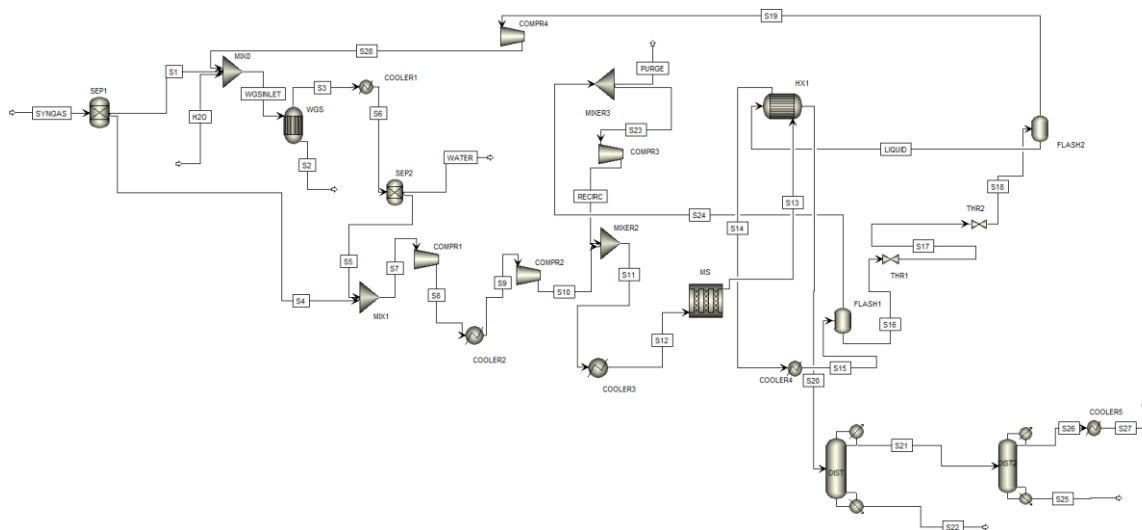 S19
COMPR4
S28
MIX0
S1
SEP1
SYNGAS
WGSINLET
H2O
S3
COOLER1
WGS
S6
S2
WATER
SEP2
PURGE
MIXER3
S23
COMPR3
RECIRC
HX1
LIQUID
FLASH2
S18
S24
S13
S14
THR2
S17
THR1
S5
S7
COMPR1
S4
MIX1
S8
S9
COMPR2
S10
MIXER2
S11
MS
S12
COOLER2
COOLER3
FLASH1
S16
COOLER4
S15
S20
DIST
S21
S22
DIST2
S26
COOLER5
S27
S25